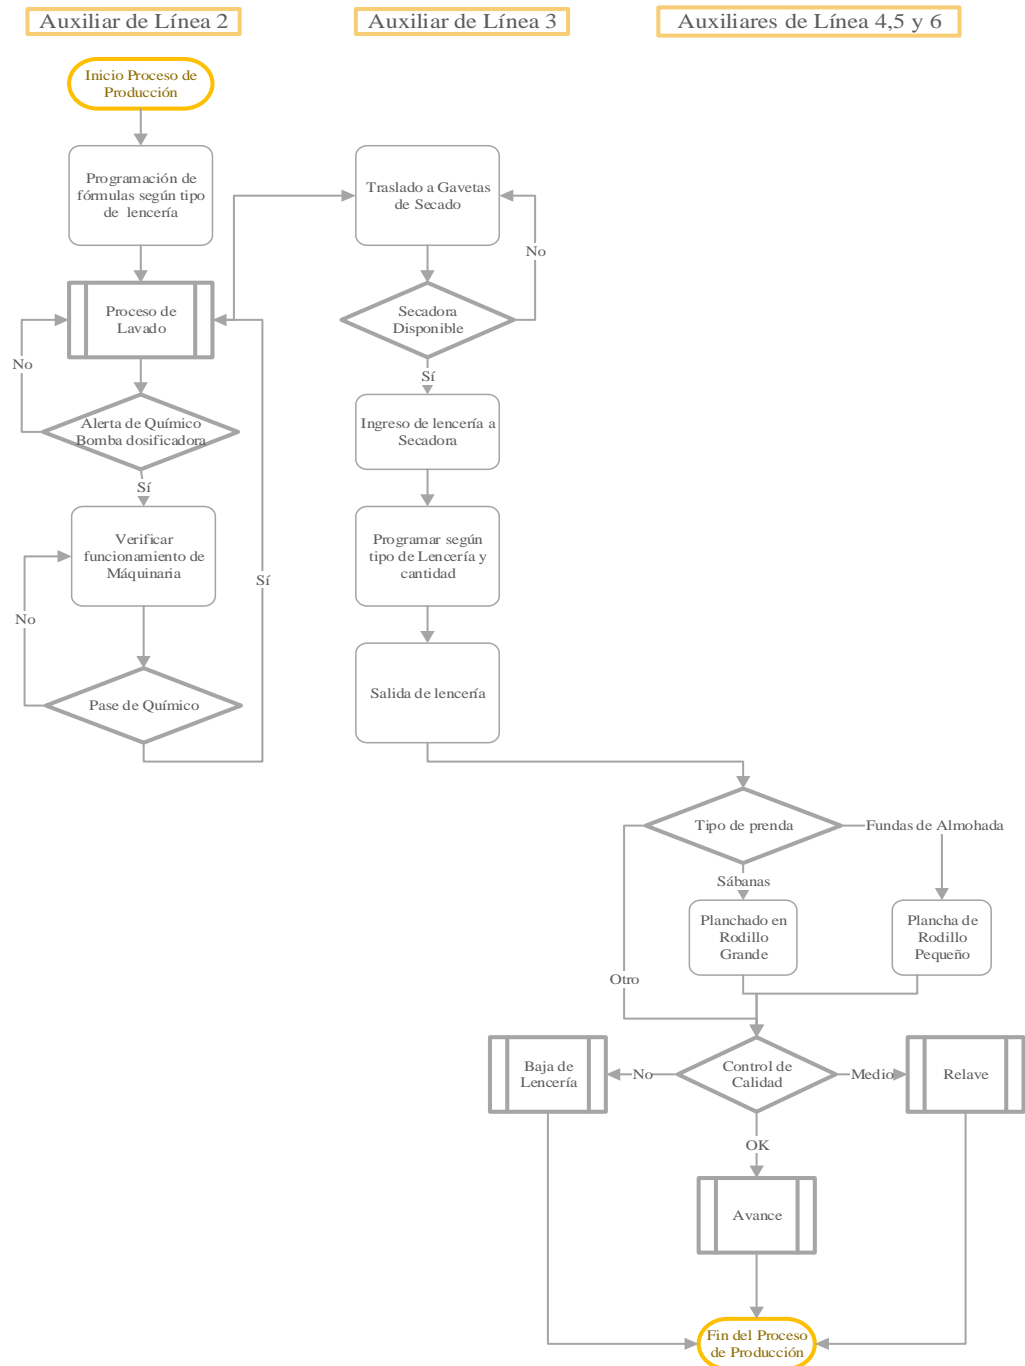 Auxiliar de Línea 2
Auxiliar de Línea 3
Auxiliares de Línea 4,5 y 6
Inicio Proceso de
Producción
Programación de
fórmulas según tipo
de lencería
Proceso de
Lavado
No
Alerta de Químico
Bomba dosificadora
Sí
Verificar
funcionamiento de
Máquinaria
No
Sí
Pase de Químico
Traslado a Gavetas
de Secado
No
Secadora
Disponible
Sí
Ingreso de lencería a
Secadora
Programar según
tipo de Lencería y
cantidad
Salida de lencería
Tipo de prenda
Fundas de Almohada
Sábanas
Planchado en
Rodillo
Grande
Plancha de
Rodillo
Pequeño
Otro
Baja de
Lencería
No
Control de
Calidad
Medio
Relave
OK
Avance
Fin del Proceso
de Producción